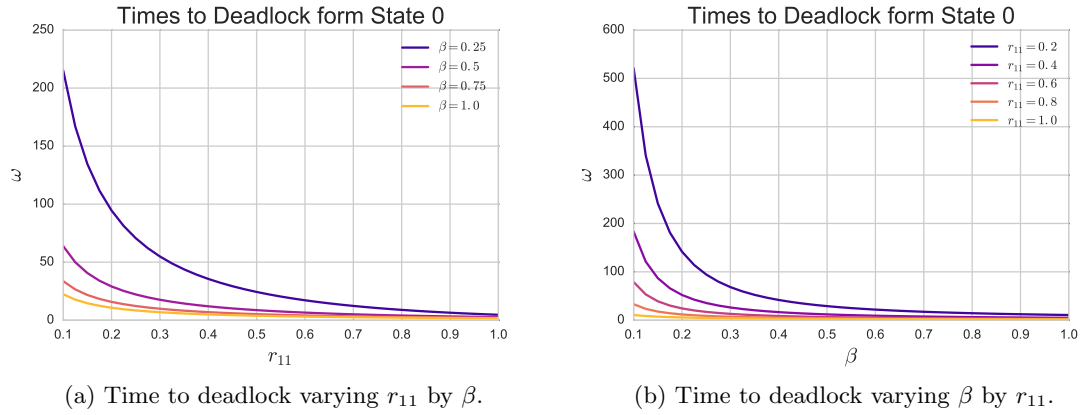 Times to Deadlock form State 0
250
200
150
100
50
0
ω
0.1 0.2 0.3 0.4 0.5 0.6 0.7 0.8 0.9 1.0
r₁₁
β = 0.25
β = 0.5
β = 0.75
β = 1.0
(a) Time to deadlock varying r₁₁ by β.
Times to Deadlock form State 0
600
500
400
300
200
100
0
ω
0.1 0.2 0.3 0.4 0.5 0.6 0.7 0.8 0.9 1.0
β
r₁₁ = 0.2
r₁₁ = 0.4
r₁₁ = 0.6
r₁₁ = 0.8
r₁₁ = 1.0
(b) Time to deadlock varying β by r₁₁.